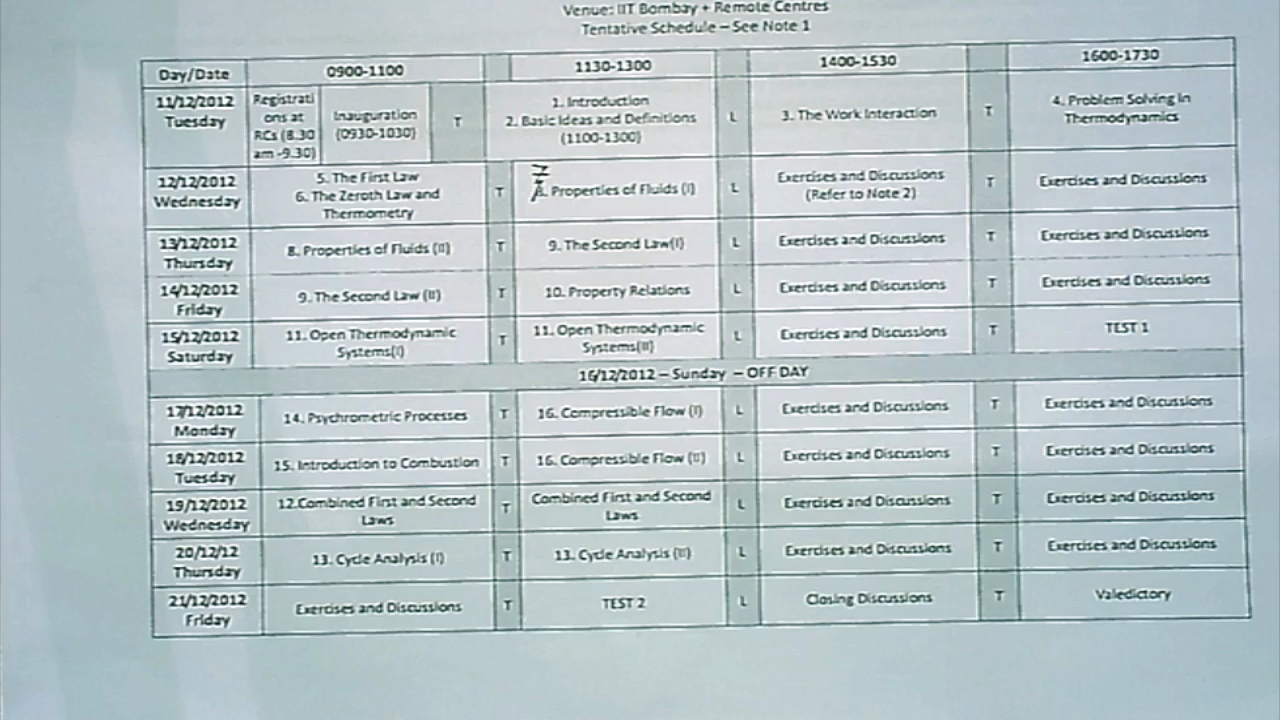 Venue: IIT Bombay + Remote Centres
Tentative Schedule – See Note 1
Day/Date 0900-1100 1130-1300 1400-1530 1600-1730
11/12/2012 Tuesday
Registrati
ons at
RCs (8.30
am -9.30)
Inauguration
(0930-1030)
T
1. Introduction
2. Basic Ideas and Definitions
(1100-1300)
L
3. The Work Interaction
T
4. Problem Solving in
Thermodynamics
12/12/2012
Wednesday
5. The First Law
6. The Zeroth Law and
Thermometry
T
7. Properties of Fluids (I)
L
Exercises and Discussions
(Refer to Note 2)
T
Exercises and Discussions
13/12/2012
Thursday
8. Properties of Fluids (II)
T
9. The Second Law(I)
L
Exercises and Discussions
T
Exercises and Discussions
14/12/2012
Friday
9. The Second Law (II)
T
10. Property Relations
L
Exercises and Discussions
T
Exercises and Discussions
15/12/2012
Saturday
11. Open Thermodynamic
Systems(I)
T
11. Open Thermodynamic
Systems(II)
L
Exercises and Discussions
T
TEST 1
16/12/2012 – Sunday – OFF DAY
17/12/2012
Monday
14. Psychrometric Processes
T
16. Compressible Flow (I)
L
Exercises and Discussions
T
Exercises and Discussions
18/12/2012
Tuesday
15. Introduction to Combustion
T
16. Compressible Flow (II)
L
Exercises and Discussions
T
Exercises and Discussions
19/12/2012
Wednesday
12.Combined First and Second
Laws
T
Combined First and Second
Laws
L
Exercises and Discussions
T
Exercises and Discussions
20/12/12
Thursday
13. Cycle Analysis (I)
T
13. Cycle Analysis (II)
L
Exercises and Discussions
T
Exercises and Discussions
21/12/2012
Friday
Exercises and Discussions
T
TEST 2
L
Closing Discussions
T
Valedictory